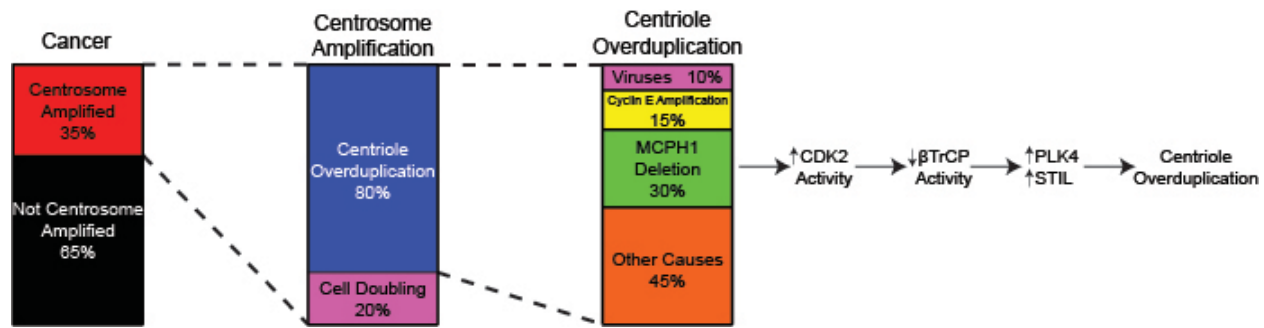 Cancer
Centrosome
Amplified
35%
Not Centrosome
Amplified
65%
Centrosome
Amplification
Centriole
Overduplication
80%
Cell Doubling
20%
Centriole
Overduplication
Viruses 10%
Cyclin E Amplification
15%
MCPH1
Deletion
30%
Other Causes
45%
↑CDK2
Activity
↓βTrCP
Activity
↑PLK4
↑STIL
Centriole
Overduplication